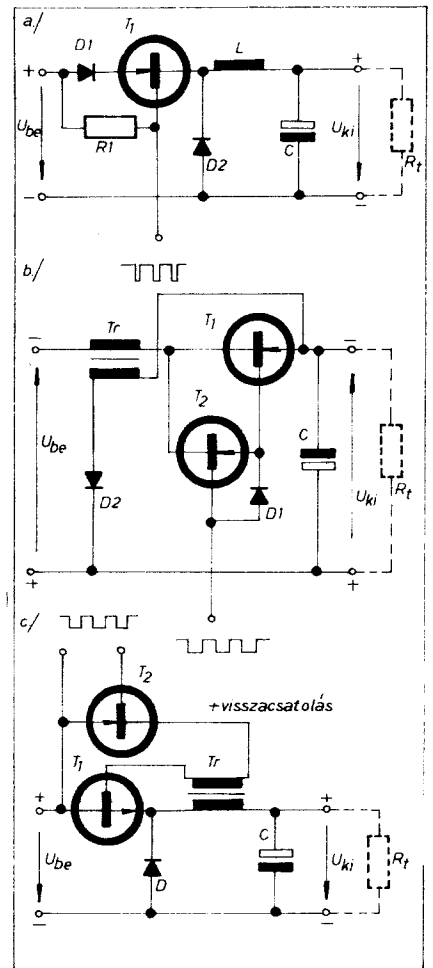 a./
D1
T1
L
+
+
Ube
R1
D2
C
Uki
Rt
−
−
b./
−
Tr
T1
−
T2
Ube
C
Uki
Rt
D2
D1
+
+
c./
T2
+visszacsatolás
T1
Tr
+
+
Ube
D
C
Uki
Rt
−
−